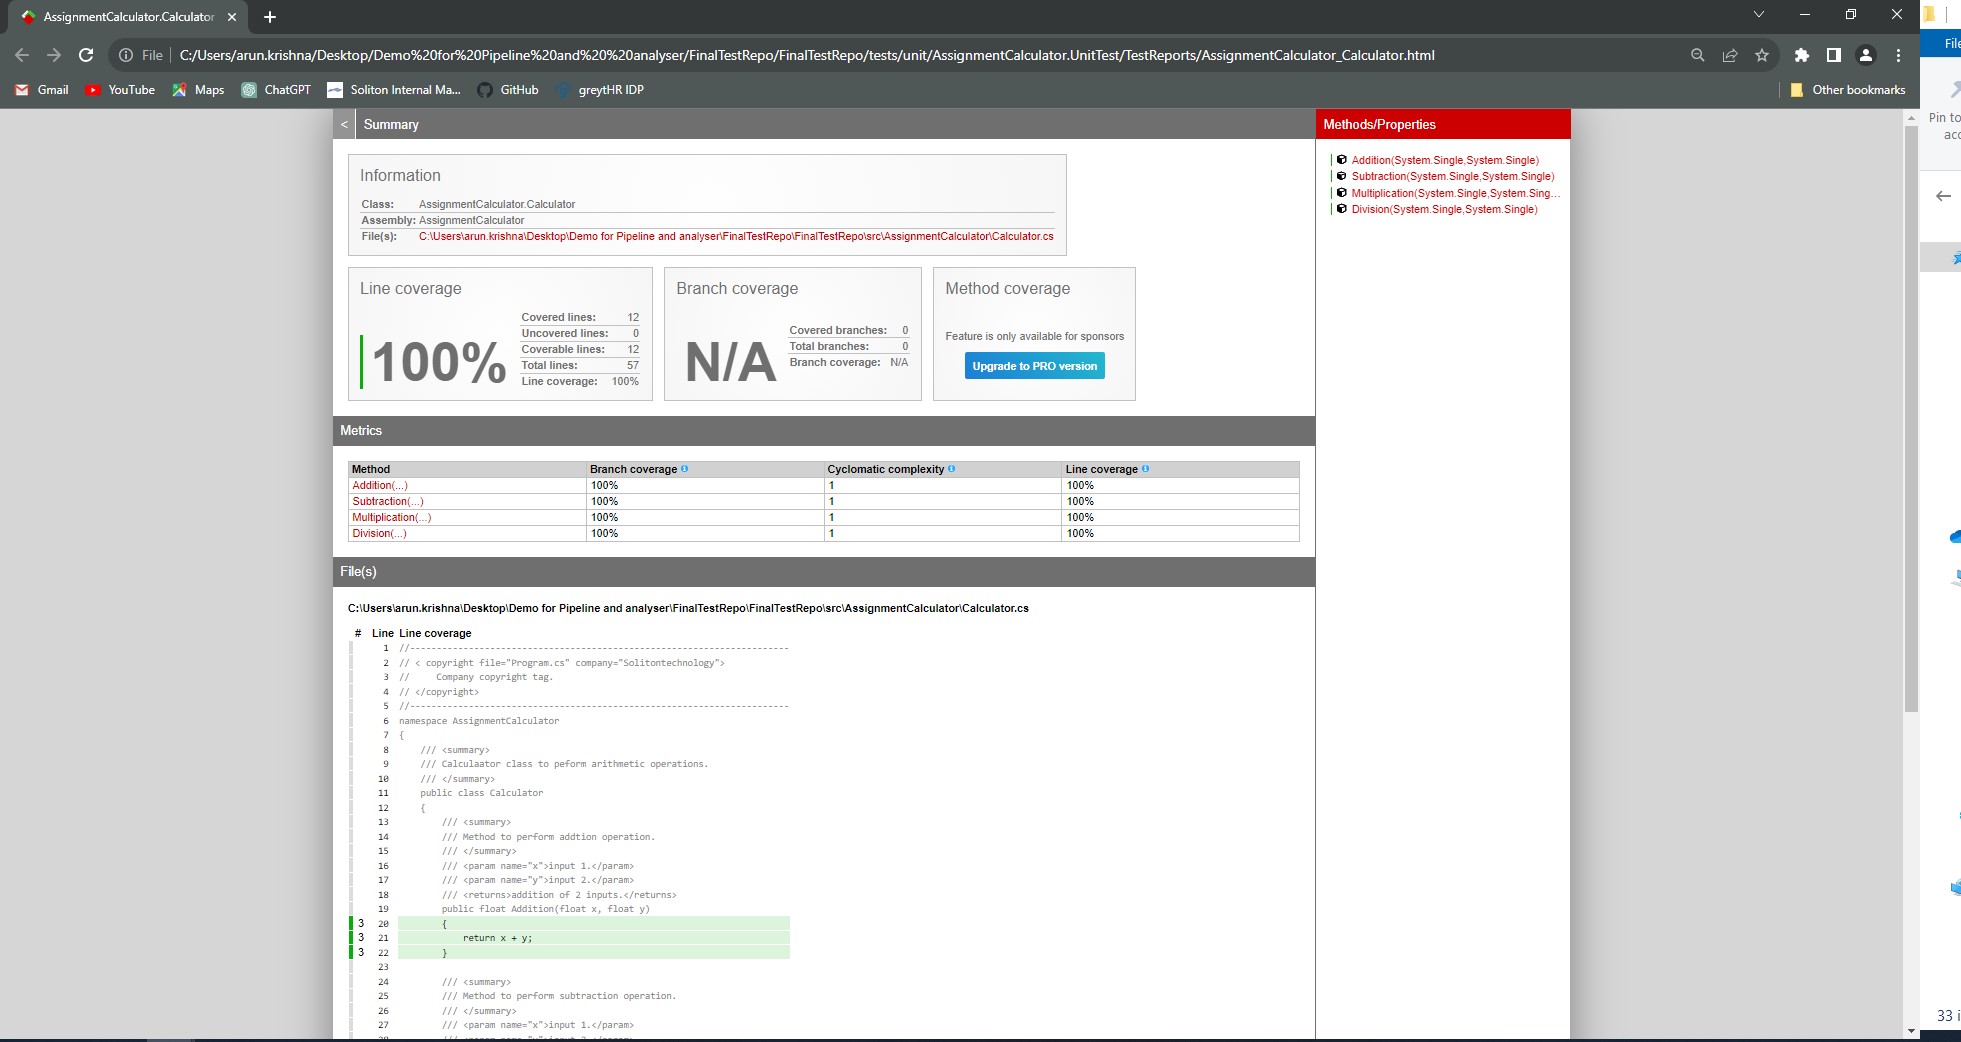 AssignmentCalculator.Calculator
File
C:/Users/arun.krishna/Desktop/Demo%20for%20Pipeline%20and%20%20analyser/FinalTestRepo/FinalTestRepo/tests/unit/AssignmentCalculator.UnitTest/TestReports/AssignmentCalculator_Calculator.html
Gmail YouTube Maps ChatGPT Soliton Internal Ma... GitHub greytHR IDP Other bookmarks
< Summary
Information
Class: AssignmentCalculator.Calculator
Assembly: AssignmentCalculator
File(s): C:\Users\arun.krishna\Desktop\Demo for Pipeline and analyser\FinalTestRepo\FinalTestRepo\src\AssignmentCalculator\Calculator.cs
Line coverage
100%
Covered lines: 12
Uncovered lines: 0
Coverable lines: 12
Total lines: 57
Line coverage: 100%
Branch coverage
N/A
Covered branches: 0
Total branches: 0
Branch coverage: N/A
Method coverage
Feature is only available for sponsors
Upgrade to PRO version
Metrics
Method Branch coverage Cyclomatic complexity Line coverage
Addition(...) 100% 1 100%
Subtraction(...) 100% 1 100%
Multiplication(...) 100% 1 100%
Division(...) 100% 1 100%
File(s)
C:\Users\arun.krishna\Desktop\Demo for Pipeline and analyser\FinalTestRepo\FinalTestRepo\src\AssignmentCalculator\Calculator.cs
# Line Line coverage
1 //-----------------------------------------------------------------------
2 // < copyright file="Program.cs" company="Solitontechnology">
3 //     Company copyright tag.
4 // </copyright>
5 //-----------------------------------------------------------------------
6 namespace AssignmentCalculator
7 {
8     /// <summary>
9     /// Calculaator class to peform arithmetic operations.
10     /// </summary>
11     public class Calculator
12     {
13         /// <summary>
14         /// Method to perform addtion operation.
15         /// </summary>
16         /// <param name="x">input 1.</param>
17         /// <param name="y">input 2.</param>
18         /// <returns>addition of 2 inputs.</returns>
19         public float Addition(float x, float y)
3 20         {
3 21             return x + y;
3 22         }
23
24         /// <summary>
25         /// Method to perform subtraction operation.
26         /// </summary>
27         /// <param name="x">input 1.</param>
Methods/Properties
Addition(System.Single,System.Single)
Subtraction(System.Single,System.Single)
Multiplication(System.Single,System.Sing...
Division(System.Single,System.Single)
File
Pin to
acc
33 i